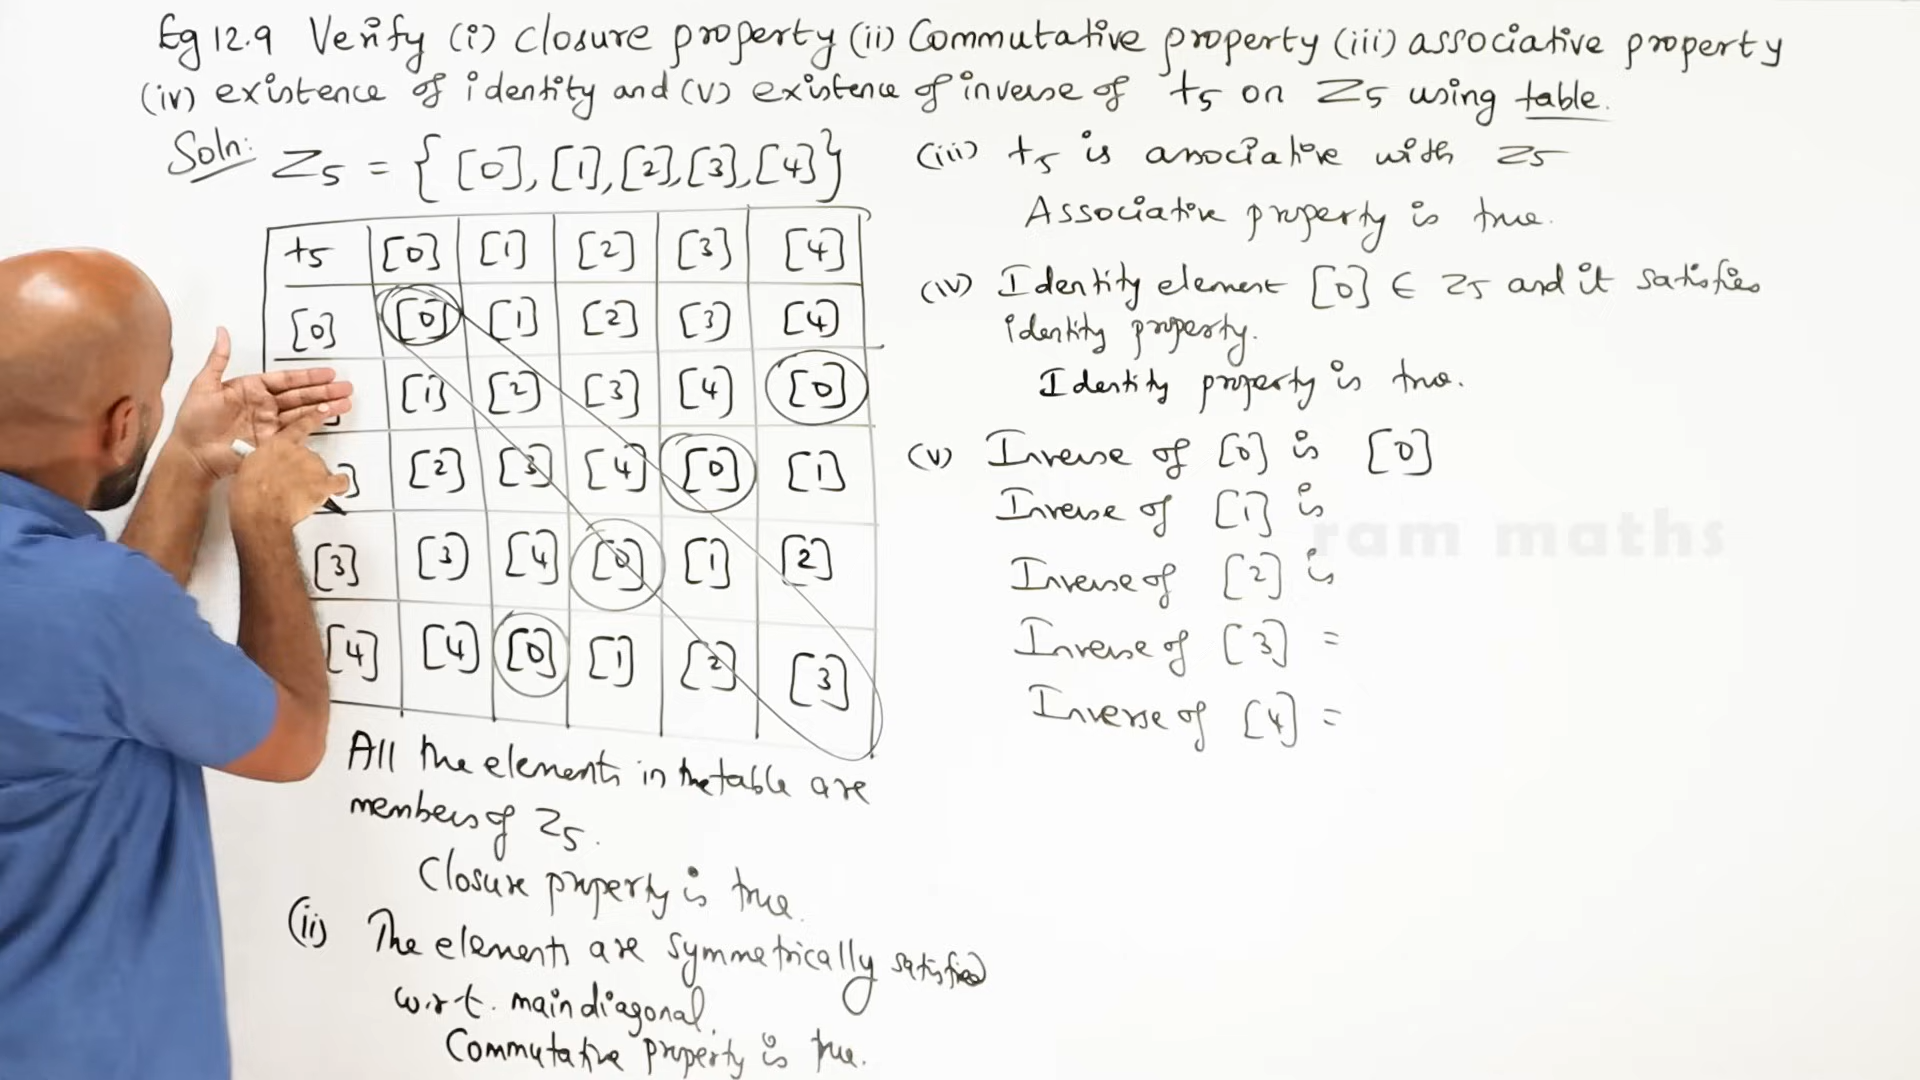 Eg 12.9 Verify (i) closure property (ii) Commutative property (iii) associative property
(iv) existence of identity and (v) existence of inverse of +5 on Z5 using table.
Soln: Z5 = { [0], [1], [2], [3], [4] }
+5 [0] [1] [2] [3] [4]
[0] [0] [1] [2] [3] [4]
[1] [2] [3] [4] [0]
[2] [3] [4] [0] [1]
[3] [3] [4] [0] [1] [2]
[4] [4] [0] [1] [2] [3]
All the elements in the table are
members of Z5.
Closure property is true.
(ii) The elements are symmetrically satisfied
w.r.t. main diagonal.
Commutative property is true.
(iii) +5 is associative with Z5
Associative property is true.
(iv) Identity element [0] ∈ Z5 and it satisfies
identity property.
Identity property is true.
(v) Inverse of [0] is [0]
Inverse of [1] is
Inverse of [2] is
Inverse of [3] =
Inverse of [4] =
ram maths